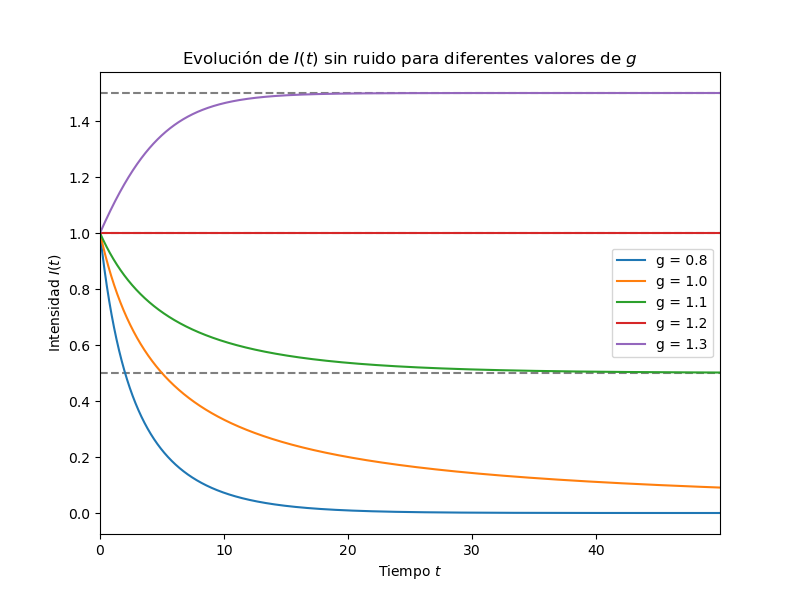 Evolución de I(t) sin ruido para diferentes valores de g
Intensidad I(t)
1.4
1.2
1.0
0.8
0.6
0.4
0.2
0.0
g = 0.8
g = 1.0
g = 1.1
g = 1.2
g = 1.3
0 10 20 30 40
Tiempo t